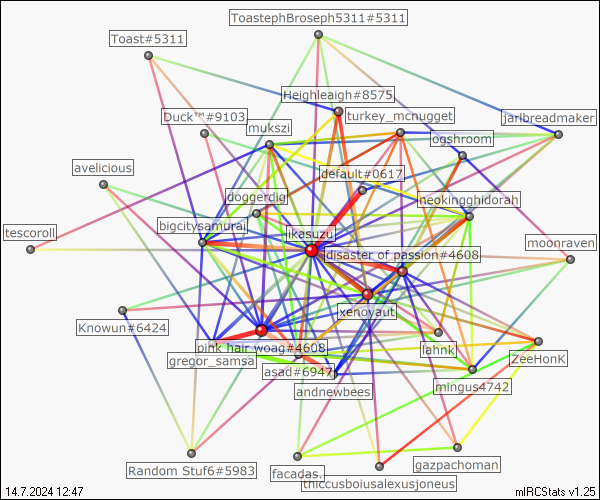 ToastephBroseph5311#5311
Toast#5311
Heighleaigh#8575
Duck™#9103
turkey_mcnugget
jaribreadmaker
mukszi
ogshroom
avelicious
default#0617
doggerdig
neokingghidorah
bigcitysamurai
ikasuzu
tescoroll
moonraven
disaster of passion#4608
xenoyautj
Knowun#6424
pink hair woag#4608
lahnk
ZeeHonK
gregor_samsa
asad#6947
mingus4742
andnewbees
Random Stuf6#5983
facadas.
gazpachoman
thiccusboiusalexusjoneus
14.7.2024 12:47
mIRCStats v1.25